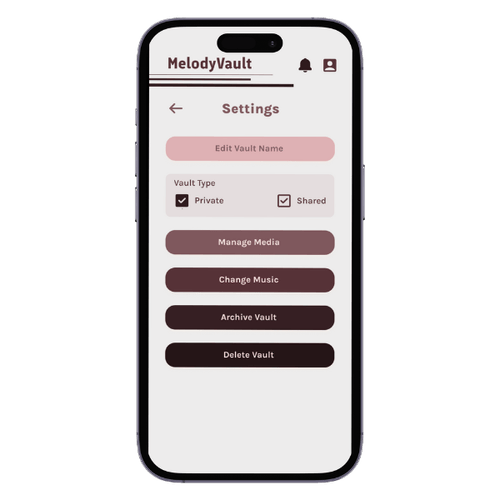 MelodyVault
Settings
Edit Vault Name
Vault Type
Private Shared
Manage Media
Change Music
Archive Vault
Delete Vault